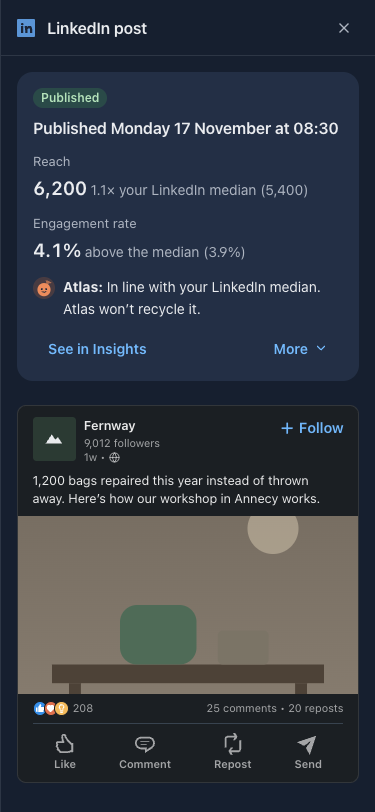 in LinkedIn post
Published
Published Monday 17 November at 08:30
Reach
6,200 1.1× your LinkedIn median (5,400)
Engagement rate
4.1% above the median (3.9%)
Atlas: In line with your LinkedIn median.
Atlas won’t recycle it.
See in Insights More
Fernway
9,012 followers
1w •
+ Follow
1,200 bags repaired this year instead of thrown
away. Here’s how our workshop in Annecy works.
208 25 comments • 20 reposts
Like Comment Repost Send